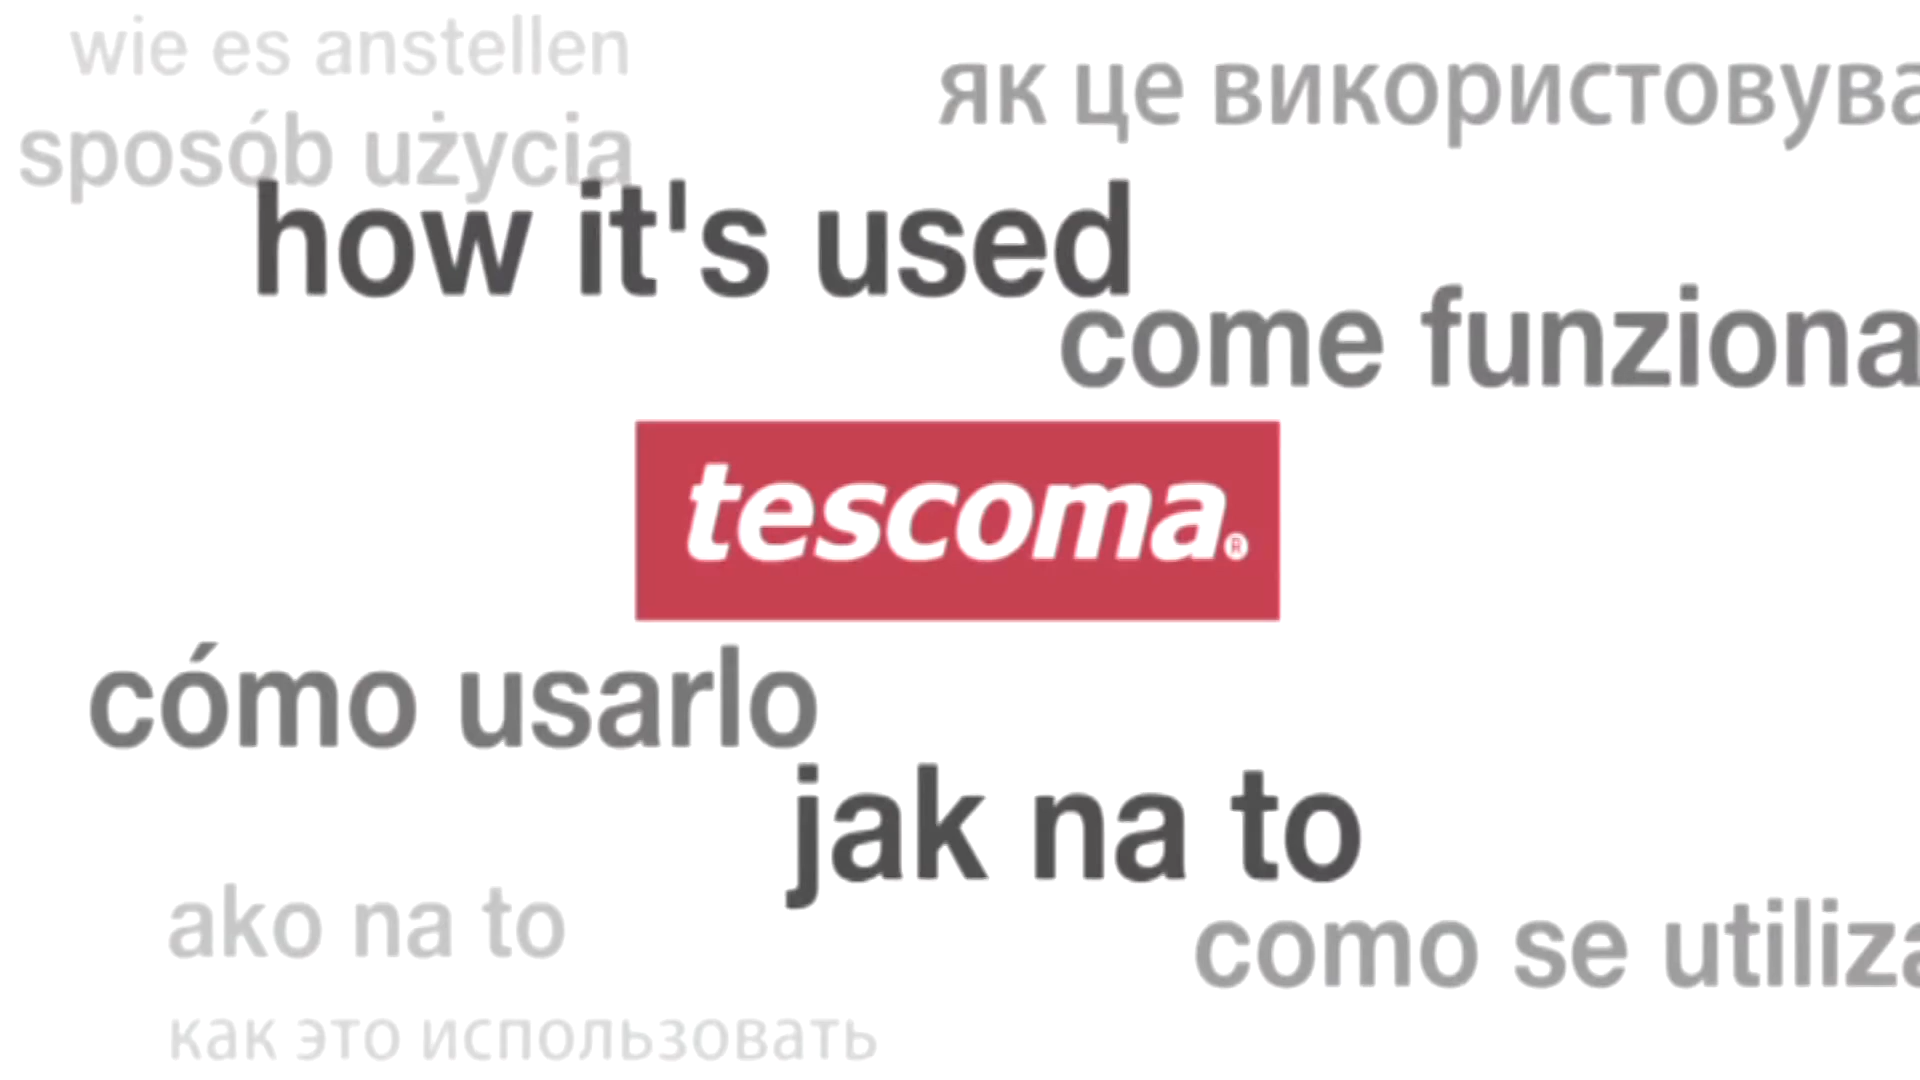 wie es anstellen
як це використовува
sposób użycia
how it's used
come funziona
tescoma.®
cómo usarlo
jak na to
ako na to
como se utiliza
как это использовать